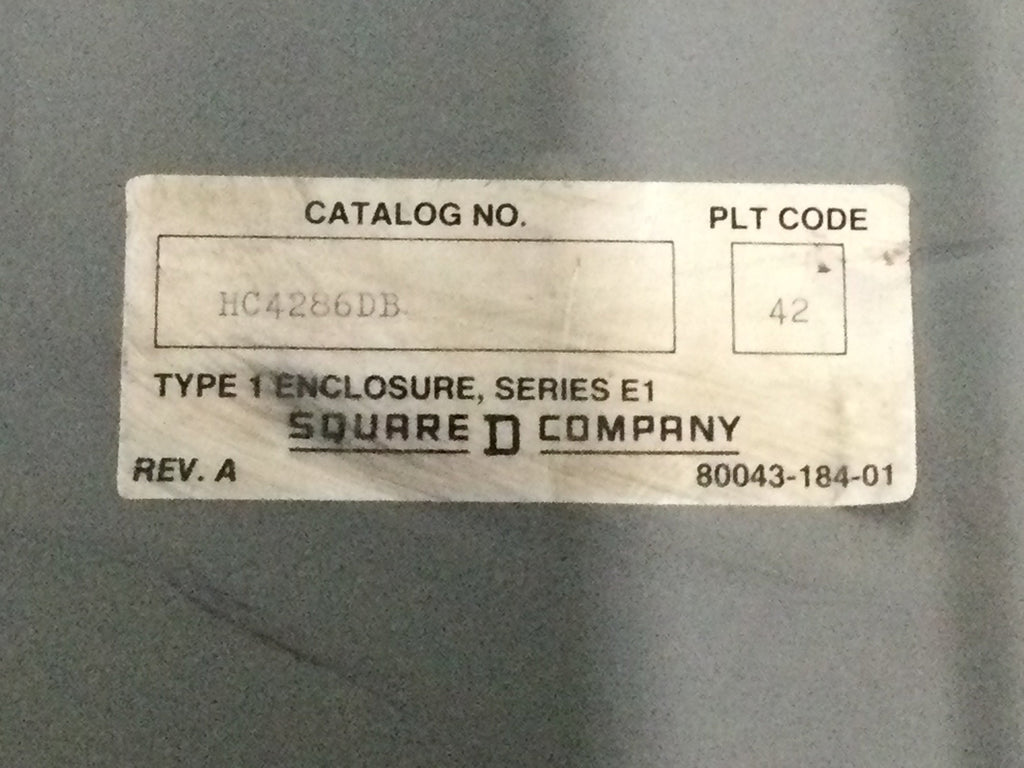 CATALOG NO. PLT CODE
HC4286DB 42
TYPE 1 ENCLOSURE, SERIES E1
SQUARE D COMPANY
REV. A 80043-184-01